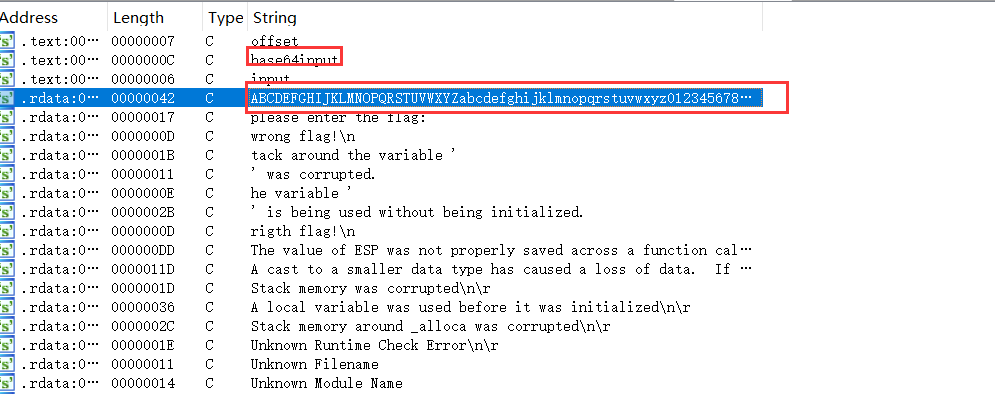 Address Length Type String
's' .text:00… 00000007 C offset
's' .text:00… 0000000C C base64input
's' .text:00… 00000006 C input
's' .rdata:0… 00000042 C ABCDEFGHIJKLMNOPQRSTUVWXYZabcdefghijklmnopqrstuvwxyz012345678…
's' .rdata:0… 00000017 C please enter the flag:
's' .rdata:0… 0000000D C wrong flag!\n
's' .rdata:0… 0000001B C tack around the variable '
's' .rdata:0… 00000011 C ' was corrupted.
's' .rdata:0… 0000000E C he variable '
's' .rdata:0… 0000002B C ' is being used without being initialized.
's' .rdata:0… 0000000D C rigth flag!\n
's' .rdata:0… 000000DD C The value of ESP was not properly saved across a function cal…
's' .rdata:0… 0000011D C A cast to a smaller data type has caused a loss of data.  If …
's' .rdata:0… 0000001D C Stack memory was corrupted\n\r
's' .rdata:0… 00000036 C A local variable was used before it was initialized\n\r
's' .rdata:0… 0000002C C Stack memory around _alloca was corrupted\n\r
's' .rdata:0… 0000001E C Unknown Runtime Check Error\n\r
's' .rdata:0… 00000011 C Unknown Filename
's' .rdata:0… 00000014 C Unknown Module Name